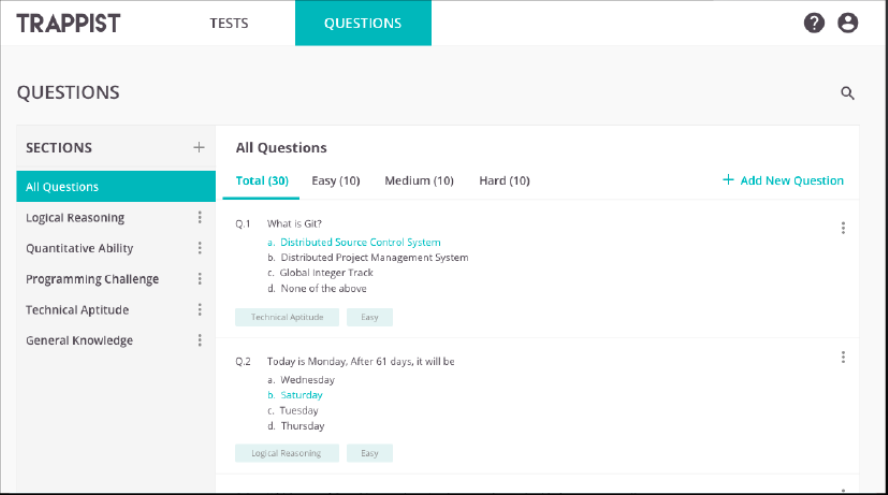 TRAPPIST TESTS QUESTIONS ?
QUESTIONS
SECTIONS +
All Questions
Logical Reasoning
Quantitative Ability
Programming Challenge
Technical Aptitude
General Knowledge
All Questions
Total (30) Easy (10) Medium (10) Hard (10) + Add New Question
Q.1 What is Git?
a. Distributed Source Control System
b. Distributed Project Management System
c. Global Integer Track
d. None of the above
Technical Aptitude Easy
Q.2 Today is Monday, After 61 days, it will be
a. Wednesday
b. Saturday
c. Tuesday
d. Thursday
Logical Reasoning Easy